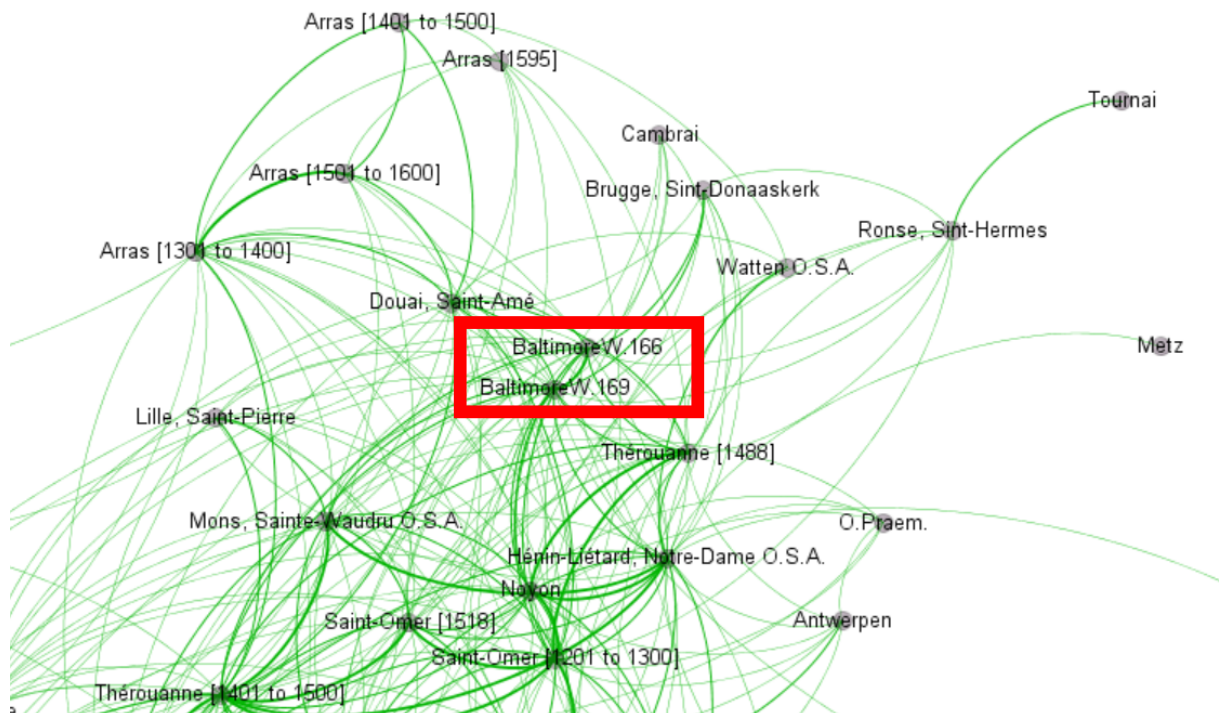 Arras [1401 to 1500]
Arras [1595]
Tournai
Cambrai
Arras [1501 to 1600]
Brugge, Sint-Donaaskerk
Ronse, Sint-Hermes
Arras [1301 to 1400]
Watten O.S.A.
Douai, Saint-Amé
BaltimoreW.166
Metz
BaltimoreW.169
Lille, Saint-Pierre
Thérouanne [1488]
Mons, Sainte-Waudru O.S.A.
O.Praem.
Hénin-Liétard, Notre-Dame O.S.A.
Noyon
Saint-Omer [1518]
Antwerpen
Saint-Omer [1201 to 1300]
Thérouanne [1401 to 1500]